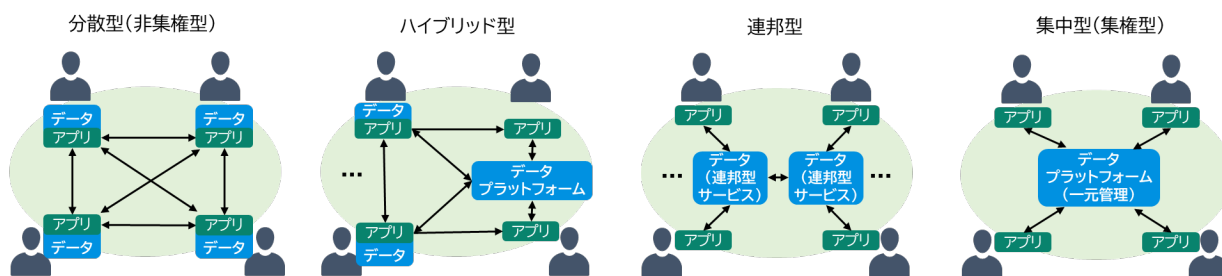 分散型(非集権型)
データ
アプリ
データ
アプリ
アプリ
データ
アプリ
データ
ハイブリッド型
データ
アプリ
アプリ
…
データ
プラットフォーム
アプリ
データ
アプリ
連邦型
アプリ
アプリ
…
データ
(連邦型
サービス)
データ
(連邦型
サービス)
…
アプリ
アプリ
集中型(集権型)
アプリ
アプリ
データ
プラットフォーム
(一元管理)
アプリ
アプリ